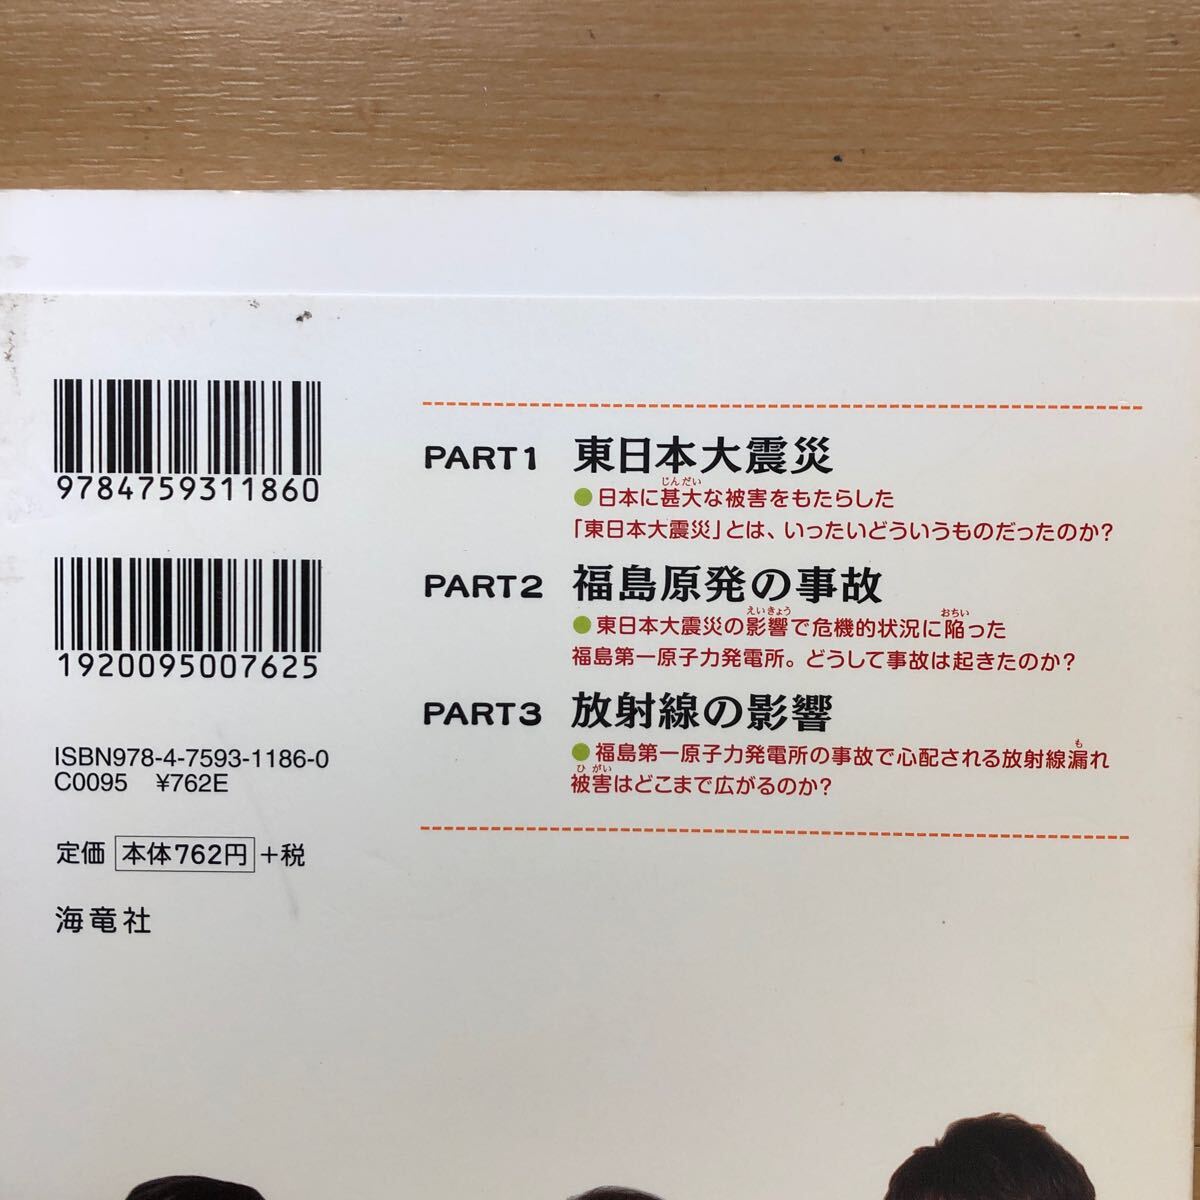 9784759311860
1920095007625
ISBN978-4-7593-1186-0
C0095 ¥762E
定価 本体762円 +税
海竜社
PART1 東日本大震災
じんだい
●日本に甚大な被害をもたらした
「東日本大震災」とは、いったいどういうものだったのか?
PART2 福島原発の事故
えいきょう おちい
●東日本大震災の影響で危機的状況に陥った
福島第一原子力発電所。どうして事故は起きたのか?
PART3 放射線の影響
も
●福島第一原子力発電所の事故で心配される放射線漏れ
ひがい
被害はどこまで広がるのか?